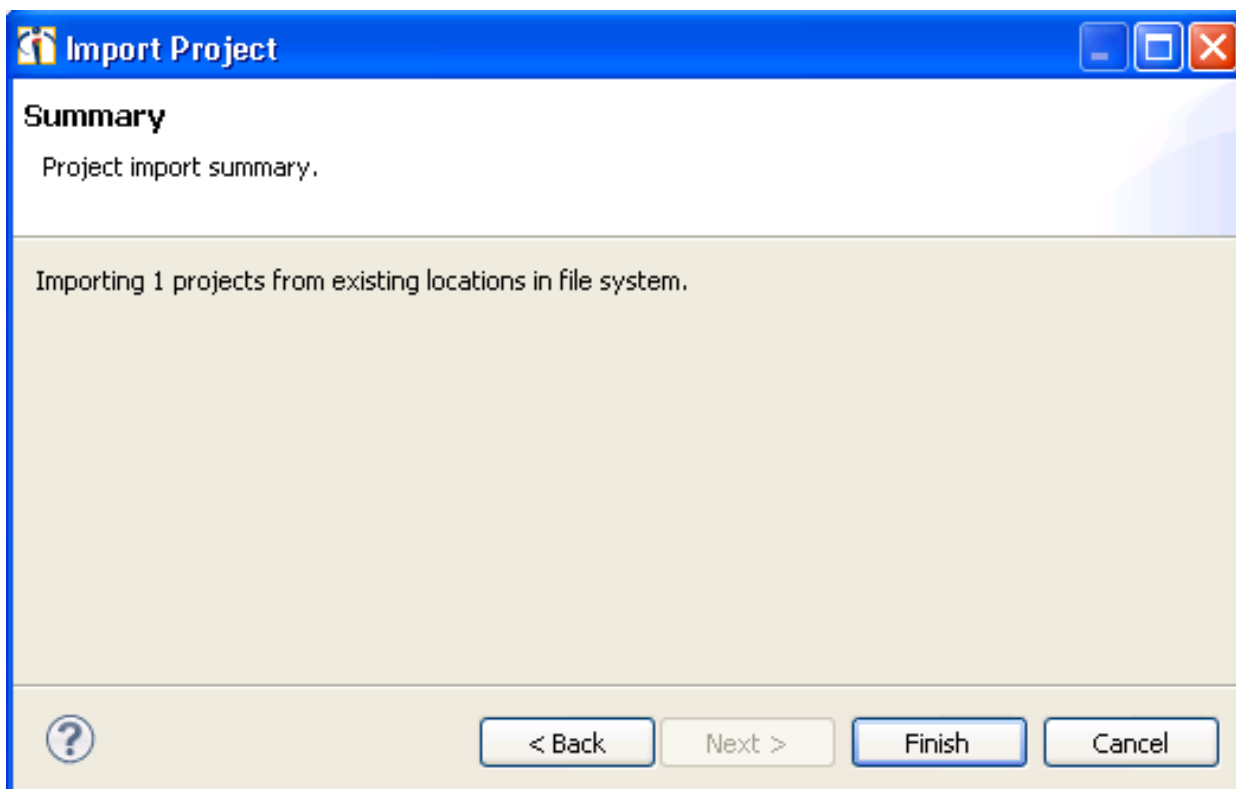 Import Project
Summary
Project import summary.
Importing 1 projects from existing locations in file system.
?
< Back
Next >
Finish
Cancel